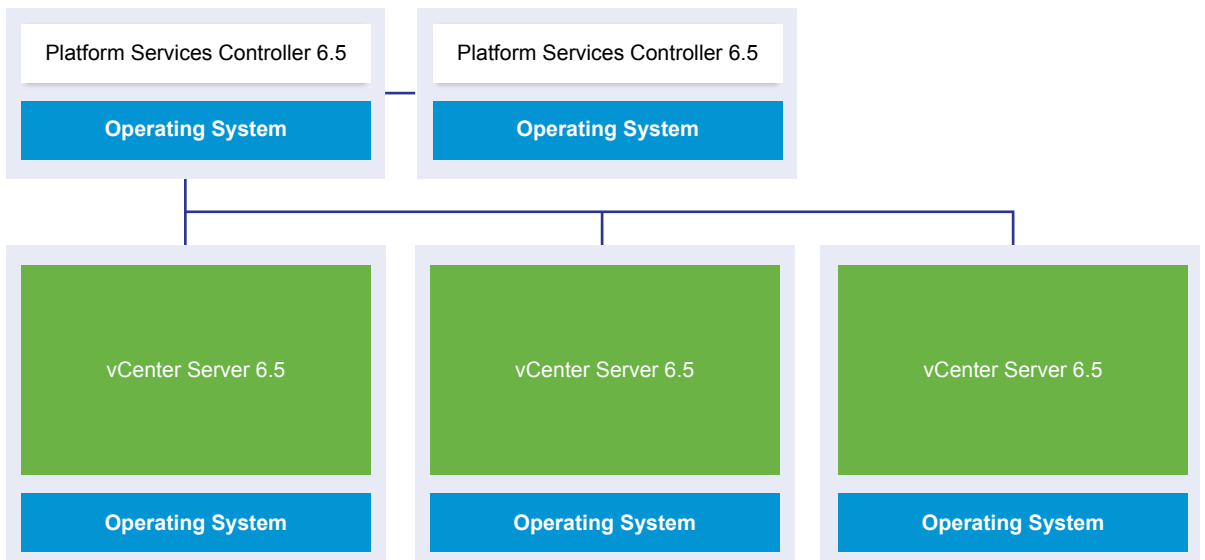 Platform Services Controller 6.5
Platform Services Controller 6.5
Operating System
Operating System
vCenter Server 6.5
vCenter Server 6.5
vCenter Server 6.5
Operating System
Operating System
Operating System